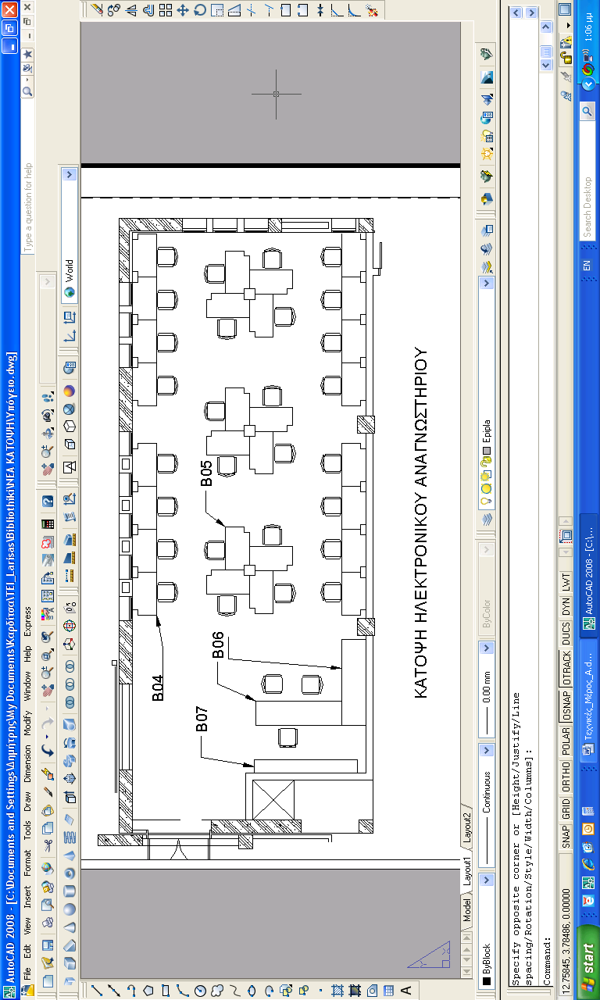 AutoCAD 2008 - [C:\Documents and Settings\Δημήτρης\My Documents\Καρδίτσα\TEI_Larisas\Bibliothiki\NEA ΚΑΤΟΨΗ\Υπόγειο.dwg]
File Edit View Insert Format Tools Draw Dimension Modify Window Help Express
Type a question for help
World
B04
B07
B05
B06
ΚΑΤΟΨΗ ΗΛΕΚΤΡΟΝΙΚΟΥ ΑΝΑΓΝΩΣΤΗΡΙΟΥ
Model Layout1 Layout2
ByBlock Continuous 0.00 mm ByColor Epipla
Specify opposite corner or [Height/Justify/Line
spacing/Rotation/Style/Width/Columns]:
Command:
12.75845, 3.78486, 0.00000 SNAP GRID ORTHO POLAR OSNAP OTRACK DUCS DYN LWT
start Τεχνικές_Μέρος_Α.d... AutoCAD 2008 - [C:\... EN Search Desktop 1:06 μμ